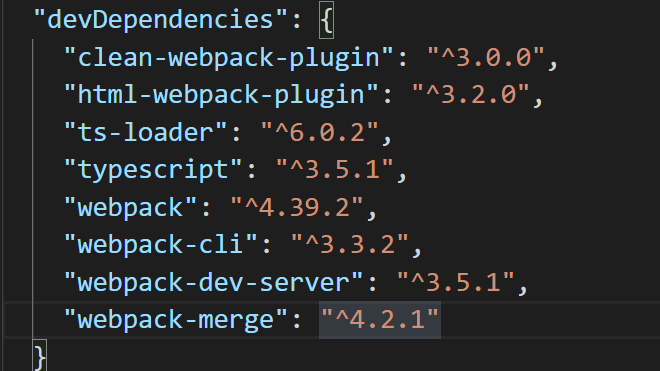 "devDependencies": {
"clean-webpack-plugin": "^3.0.0",
"html-webpack-plugin": "^3.2.0",
"ts-loader": "^6.0.2",
"typescript": "^3.5.1",
"webpack": "^4.39.2",
"webpack-cli": "^3.3.2",
"webpack-dev-server": "^3.5.1",
"webpack-merge": "^4.2.1"
}